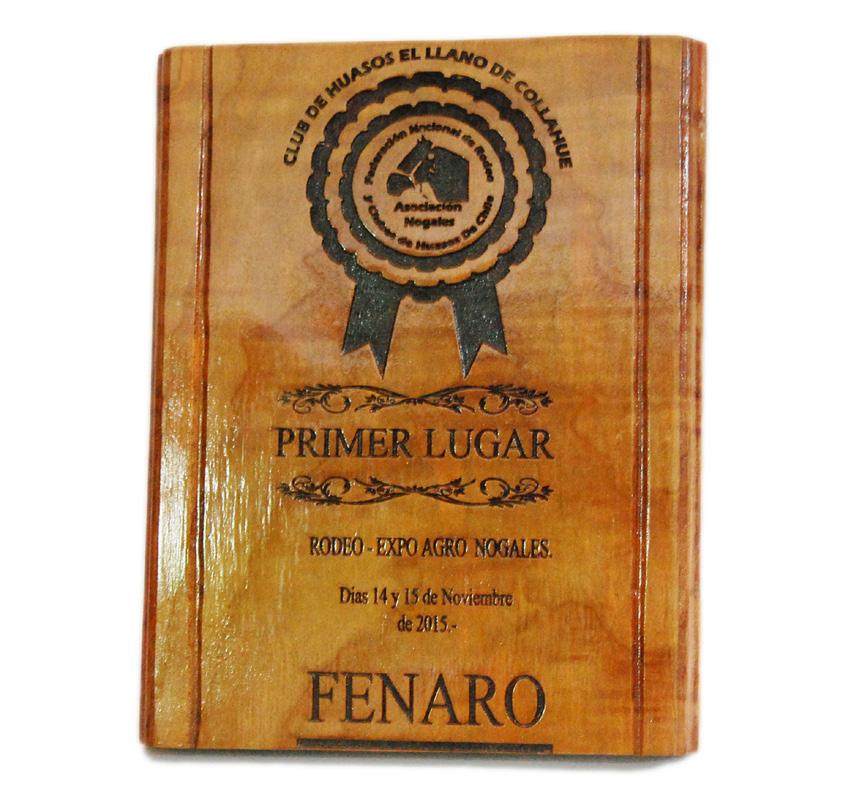 CLUB DE HUASOS EL LLANO DE COLLAHUE
Federación Nacional de Rodeo
Asociación
Nogales
y Clubes de Huasos De Chile
PRIMER LUGAR
RODEO - EXPO AGRO NOGALES.
Días 14 y 15 de Noviembre
de 2015.-
FENARO